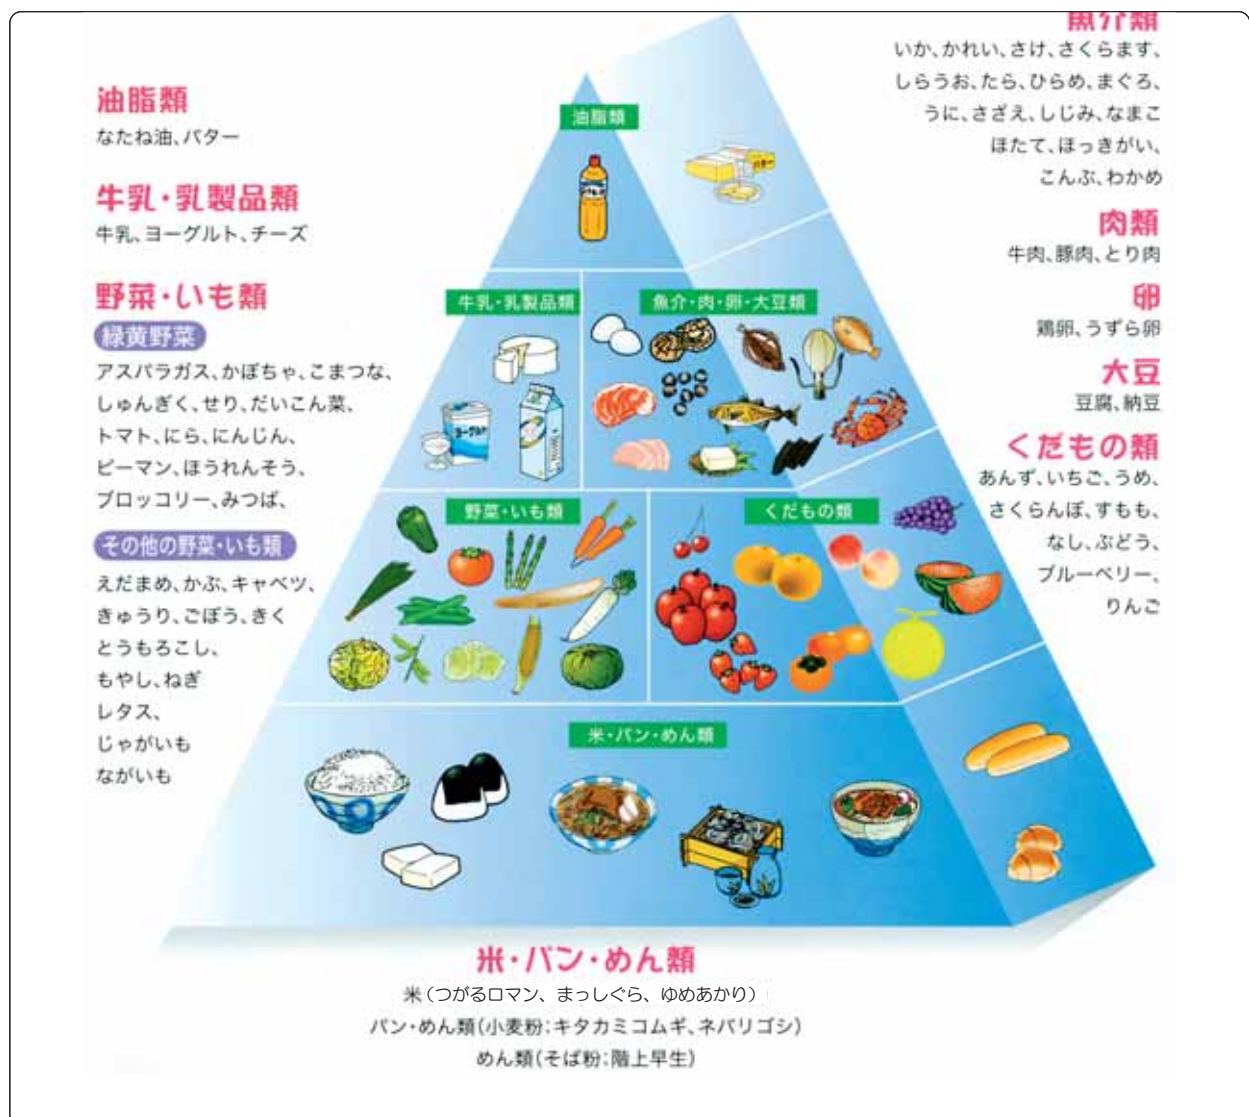 油脂類
なたね油、バター
牛乳・乳製品類
牛乳、ヨーグルト、チーズ
野菜・いも類
緑黄野菜
アスパラガス、かぼちゃ、こまつな、
しゅんぎく、せり、だいこん菜、
トマト、にら、にんじん、
ピーマン、ほうれんそう、
ブロッコリー、みつば、
その他の野菜・いも類
えだまめ、かぶ、キャベツ、
きゅうり、ごぼう、きく
とうもろこし、
もやし、ねぎ
レタス、
じゃがいも
ながいも
油脂類
バター
牛乳・乳製品類
魚介・肉・卵・大豆類
ヨーグルト
野菜・いも類
くだもの類
米・パン・めん類
魚介類
いか、かれい、さけ、さくらます、
しらうお、たら、ひらめ、まぐろ、
うに、さざえ、しじみ、なまこ
ほたて、ほっきがい、
こんぶ、わかめ
肉類
牛肉、豚肉、とり肉
卵
鶏卵、うずら卵
大豆
豆腐、納豆
くだもの類
あんず、いちご、うめ、
さくらんぼ、すもも、
なし、ぶどう、
ブルーベリー、
りんご
米・パン・めん類
米（つがるロマン、まっしぐら、ゆめあかり）
パン・めん類（小麦粉；キタカミコムギ、ネバリゴシ）
めん類（そば粉；階上早生）